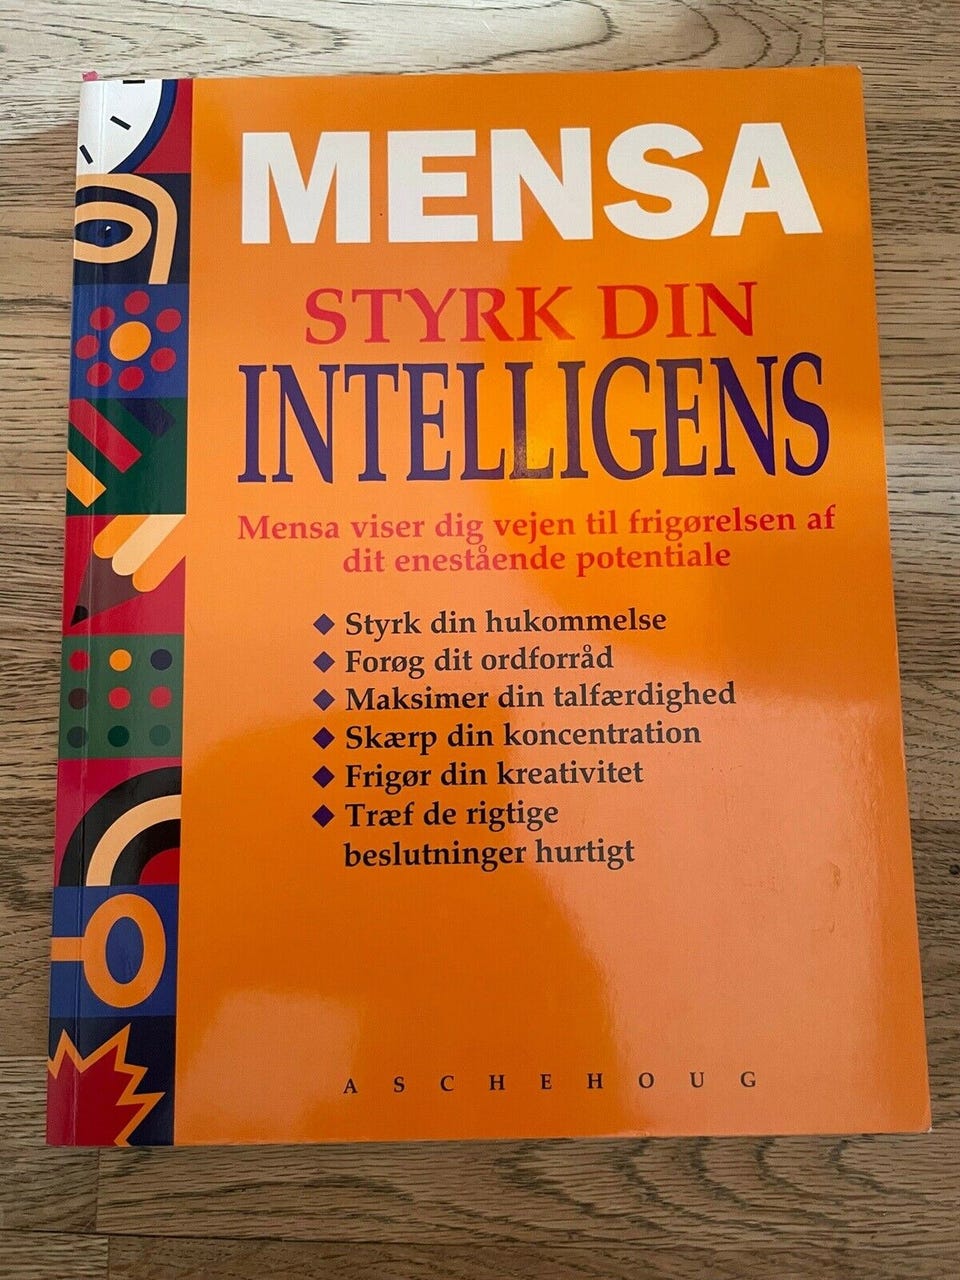 MENSA
STYRK DIN
INTELLIGENS
Mensa viser dig vejen til frigørelsen af
dit enestående potentiale
◆ Styrk din hukommelse
◆ Forøg dit ordforråd
◆ Maksimer din talfærdighed
◆ Skærp din koncentration
◆ Frigør din kreativitet
◆ Træf de rigtige
beslutninger hurtigt
ASCHEHOUG